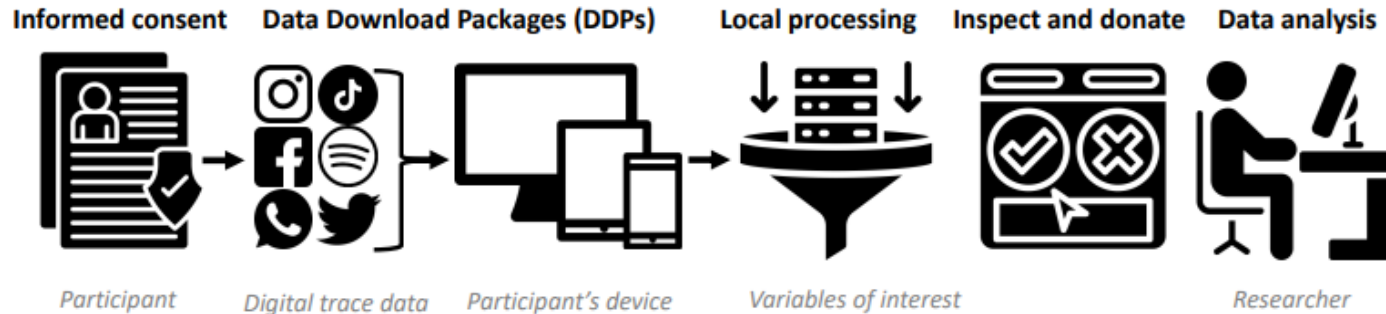 Informed consent
Data Download Packages (DDPs)
Local processing
Inspect and donate
Data analysis
Participant
Digital trace data
Participant's device
Variables of interest
Researcher